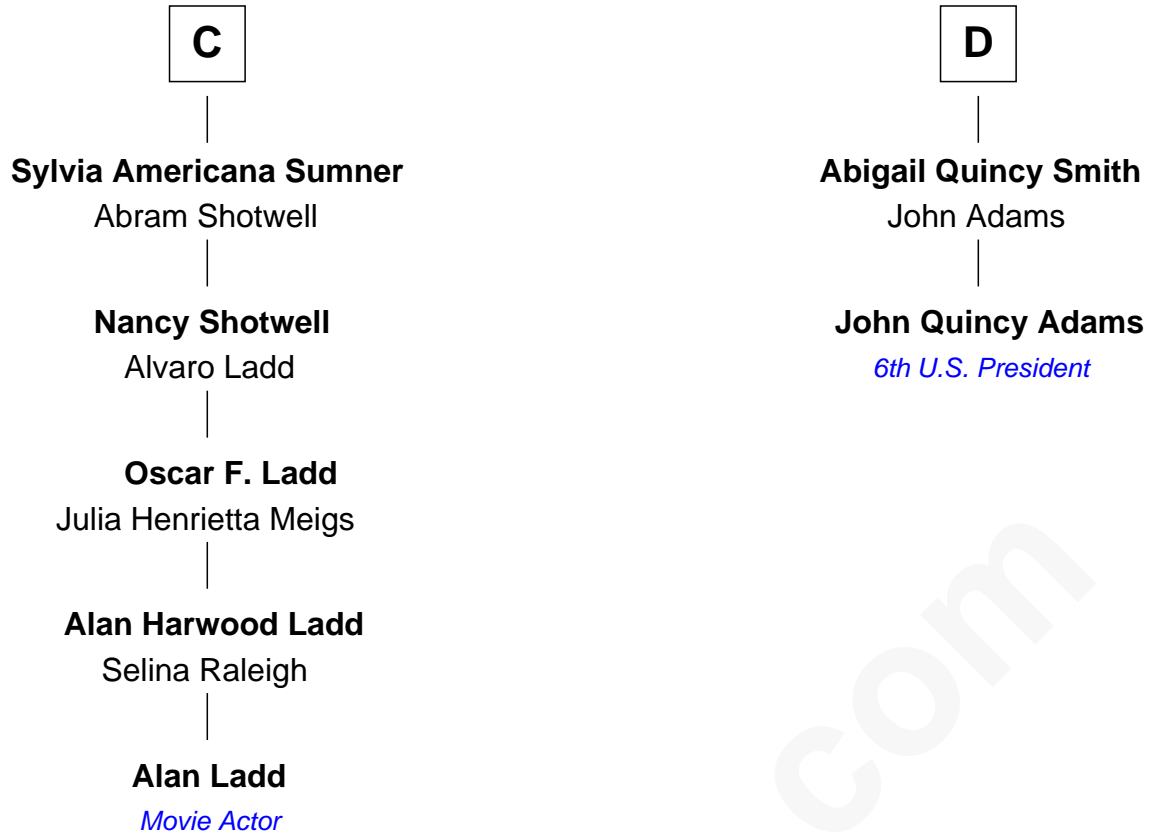 C
Sylvia Americana Sumner
Abram Shotwell
Nancy Shotwell
Alvaro Ladd
Oscar F. Ladd
Julia Henrietta Meigs
Alan Harwood Ladd
Selina Raleigh
Alan Ladd
Movie Actor
D
Abigail Quincy Smith
John Adams
John Quincy Adams
6th U.S. President
com